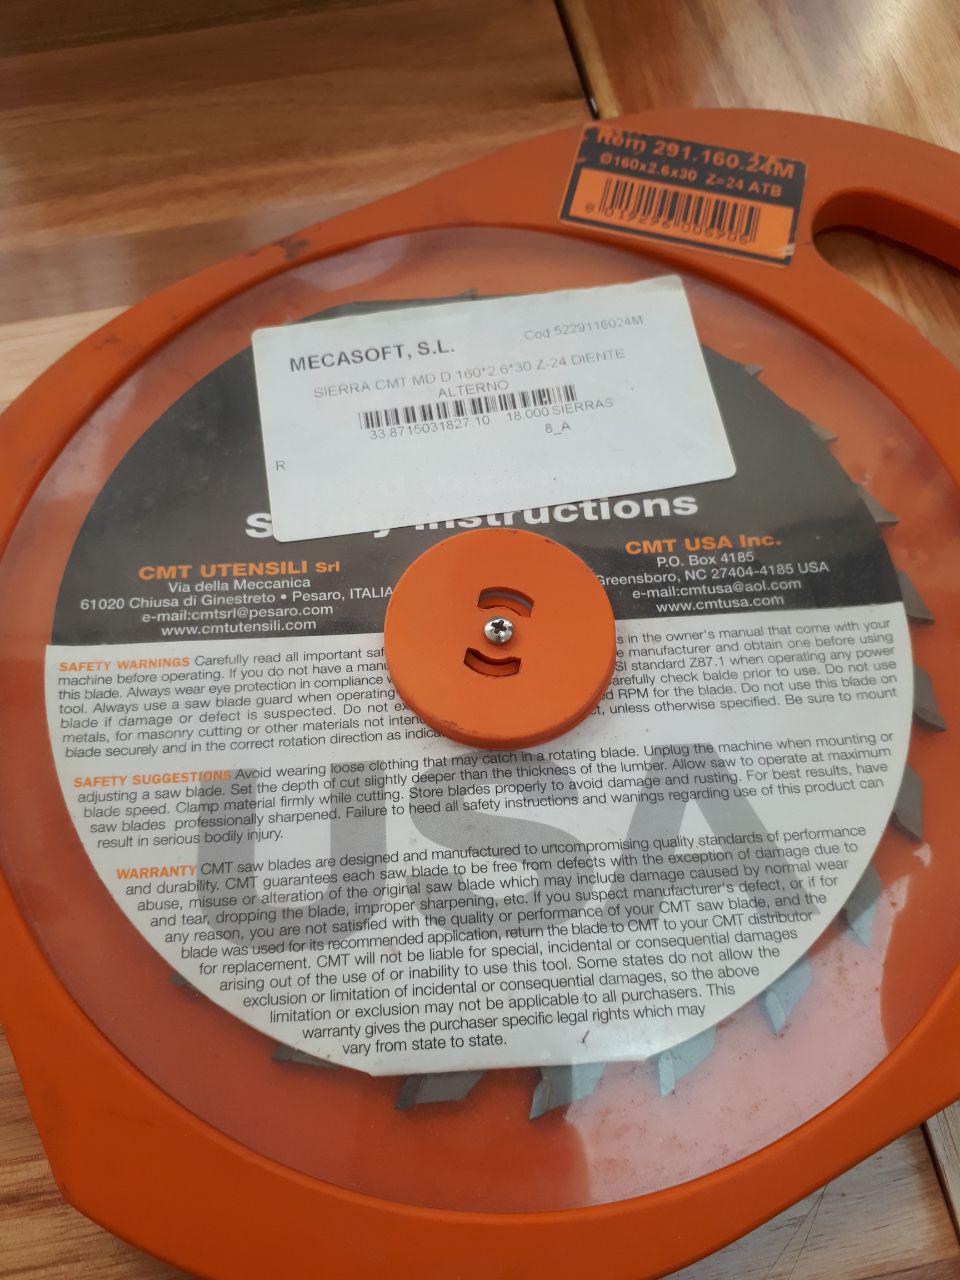 Item 291.160.24M
Ø160x2.6x30 Z=24 ATB
8 019296 005905
MECASOFT, S.L.
Cod 5229116024M
SIERRA CMT MD D 160*2.6*30 Z-24 DIENTE
ALTERNO
33.8715031827.10 18.000 SIERRAS
8_A
R
S y Instructions
CMT UTENSILI Srl
Via della Meccanica
61020 Chiusa di Ginestreto • Pesaro, ITALIA
e-mail:cmtsrl@pesaro.com
www.cmtutensili.com
CMT USA Inc.
P.O. Box 4185
Greensboro, NC 27404-4185 USA
e-mail:cmtusa@aol.com
www.cmtusa.com
SAFETY WARNINGS Carefully read all important saf s in the owner's manual that come with your
machine before operating. If you do not have a manu e manufacturer and obtain one before using
this blade. Always wear eye protection in compliance SI standard Z87.1 when operating any power
tool. Always use a saw blade guard when operating arefully check balde prior to use. Do not use
blade if damage or defect is suspected. Do not ex d RPM for the blade. Do not use this blade on
metals, for masonry cutting or other materials not inten t, unless otherwise specified. Be sure to mount
blade securely and in the correct rotation direction as indica
SAFETY SUGGESTIONS Avoid wearing loose clothing that may catch in a rotating blade. Unplug the machine when mounting or
adjusting a saw blade. Set the depth of cut slightly deeper than the thickness of the lumber. Allow saw to operate at maximum
blade speed. Clamp material firmly while cutting. Store blades properly to avoid damage and rusting. For best results, have
saw blades professionally sharpened. Failure to heed all safety instructions and wanings regarding use of this product can
result in serious bodily injury.
USA
WARRANTY CMT saw blades are designed and manufactured to uncompromising quality standards of performance
and durability. CMT guarantees each saw blade to be free from defects with the exception of damage due to
abuse, misuse or alteration of the original saw blade which may include damage caused by normal wear
and tear, dropping the blade, improper sharpening, etc. If you suspect manufacturer's defect, or if for
any reason, you are not satisfied with the quality or performance of your CMT saw blade, and the
blade was used for its recommended application, return the blade to CMT to your CMT distributor
for replacement. CMT will not be liable for special, incidental or consequential damages
arising out of the use of or inability to use this tool. Some states do not allow the
exclusion or limitation of incidental or consequential damages, so the above
limitation or exclusion may not be applicable to all purchasers. This
warranty gives the purchaser specific legal rights which may
vary from state to state.